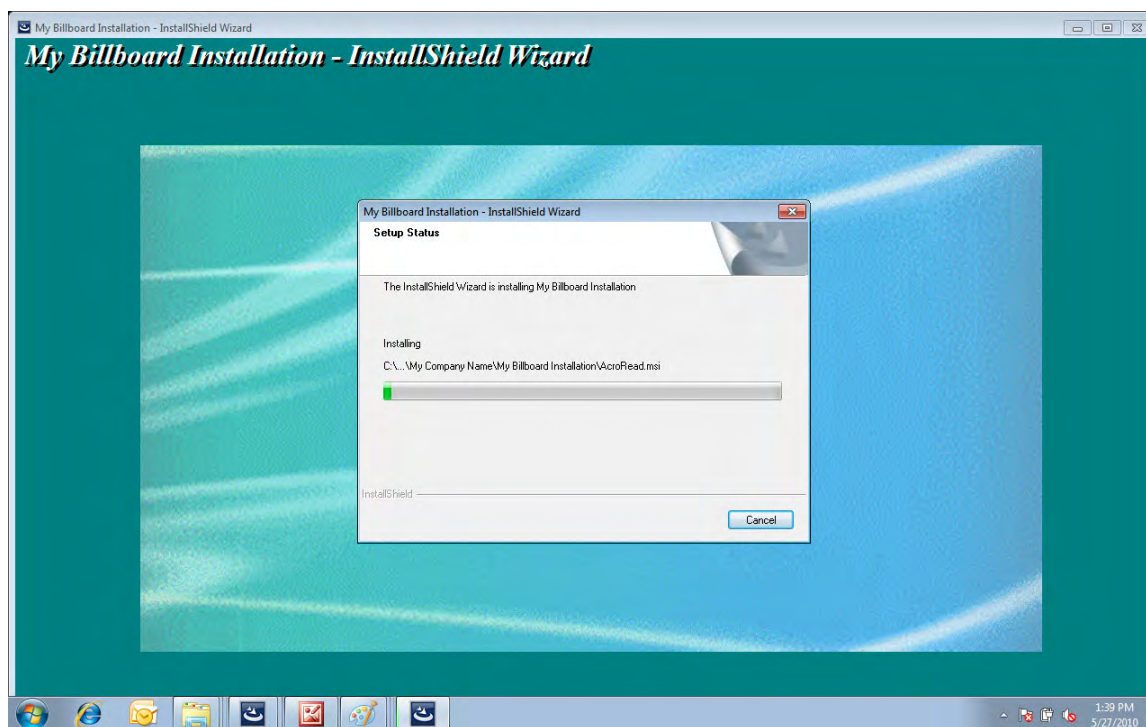 My Billboard Installation - InstallShield Wizard
My Billboard Installation - InstallShield Wizard
My Billboard Installation - InstallShield Wizard
Setup Status
The InstallShield Wizard is installing My Billboard Installation
Installing
C:\...\My Company Name\My Billboard Installation\AcroRead.msi
InstallShield
Cancel
1:39 PM
5/27/2010